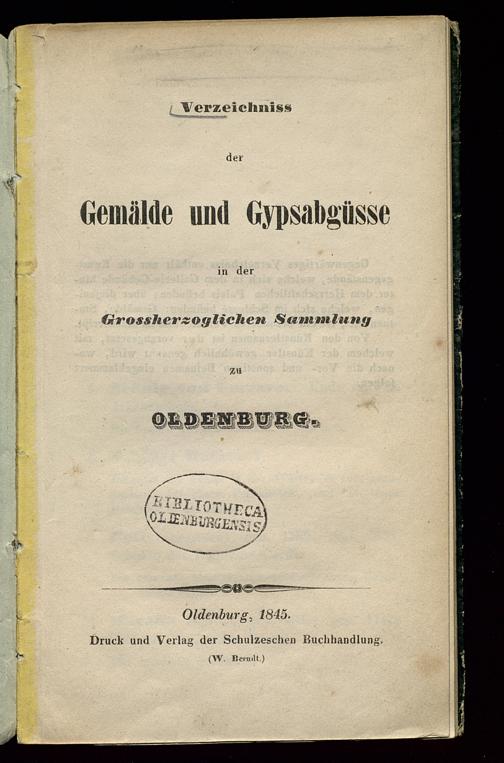 Verzeichniss
der
Gemälde und Gypsabgüsse
in der
Grossherzoglichen Sammlung
zu
OLDENBURG.
BIBLIOTHECA
OLDENBURGENSIS
Oldenburg, 1845.
Druck und Verlag der Schulzeschen Buchhandlung.
(W. Berndt.)